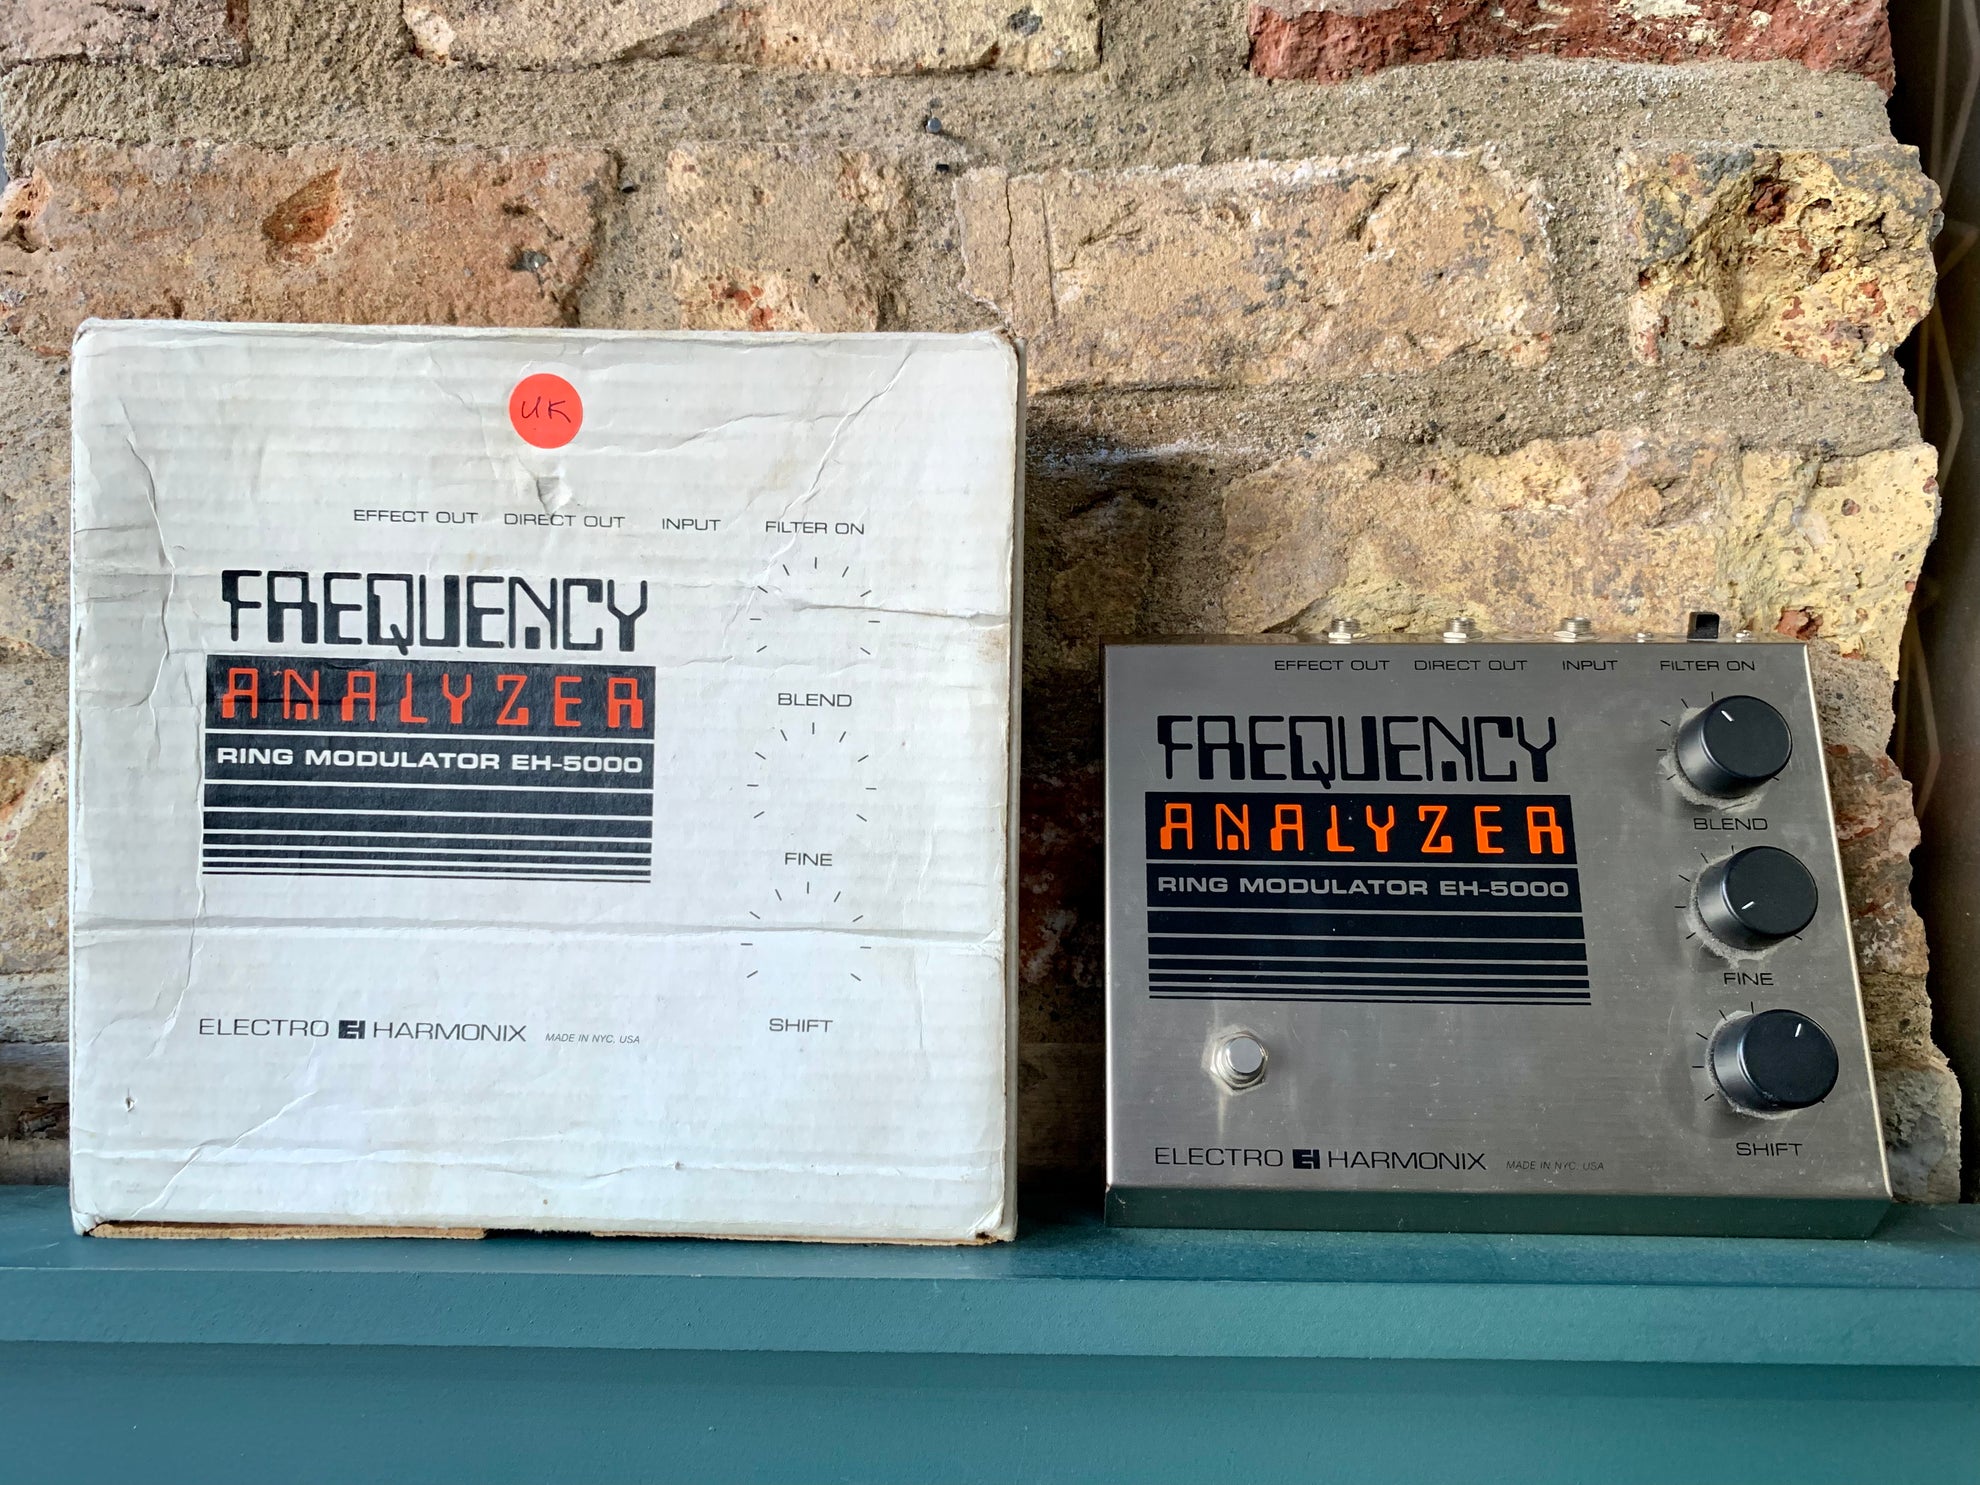 UK
EFFECT OUT DIRECT OUT INPUT FILTER ON
FREQUENCY
ANALYZER
RING MODULATOR EH-5000
BLEND
FINE
SHIFT
ELECTRO EH HARMONIX MADE IN NYC, USA
EFFECT OUT DIRECT OUT INPUT FILTER ON
FREQUENCY
ANALYZER
RING MODULATOR EH-5000
BLEND
FINE
SHIFT
ELECTRO EH HARMONIX MADE IN NYC, USA